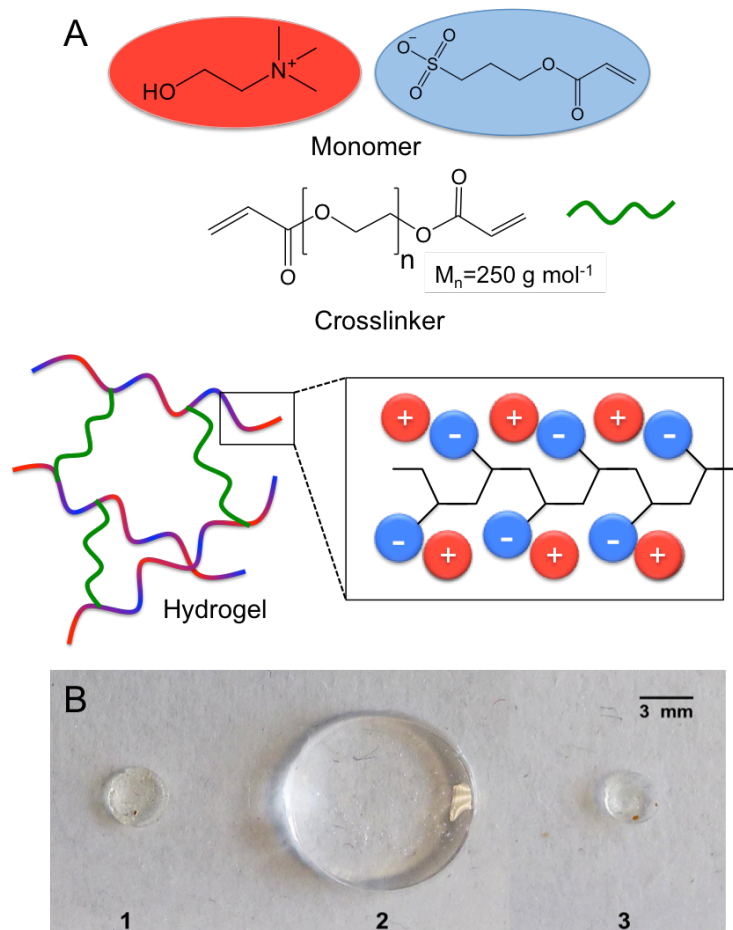 A
HO
N+
O-
O
S
O
O
O
Monomer
O
O
O
O
n
Mn=250 g mol-1
Crosslinker
+ + +
- - -
- - -
+ + +
Hydrogel
B
3 mm
1 2 3